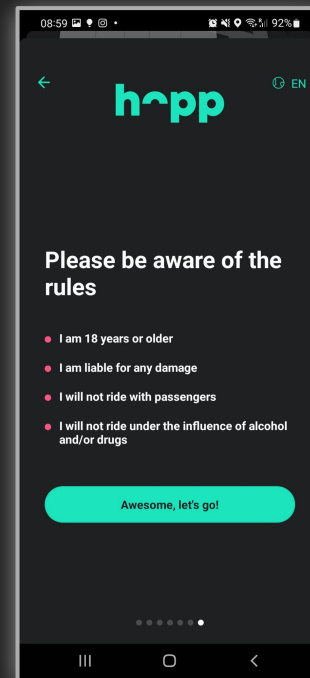 08:59
92%
EN
hopp
Please be aware of the
rules
I am 18 years or older
I am liable for any damage
I will not ride with passengers
I will not ride under the influence of alcohol
and/or drugs
Awesome, let's go!